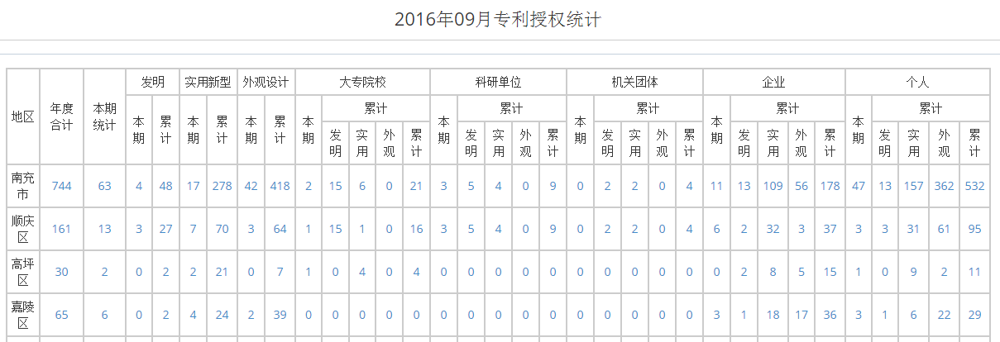 2016年09月专利授权统计
地区 年度合计 本期统计 发明 实用新型 外观设计 大专院校 科研单位 机关团体 企业 个人
本期 累计 本期 累计 本期 累计 本期 累计 本期 累计 本期 累计 本期 累计 本期 累计
发明 实用 外观 累计 发明 实用 外观 累计 发明 实用 外观 累计 发明 实用 外观 累计 发明 实用 外观 累计
南充市 744 63 4 48 17 278 42 418 2 15 6 0 21 3 5 4 0 9 0 2 2 0 4 11 13 109 56 178 47 13 157 362 532
顺庆区 161 13 3 27 7 70 3 64 1 15 1 0 16 3 5 4 0 9 0 2 2 0 4 6 2 32 3 37 3 3 31 61 95
高坪区 30 2 0 2 2 21 0 7 1 0 4 0 4 0 0 0 0 0 0 0 0 0 0 0 2 8 5 15 1 0 9 2 11
嘉陵区 65 6 0 2 4 24 2 39 0 0 0 0 0 0 0 0 0 0 0 0 0 0 0 3 1 18 17 36 3 1 6 22 29